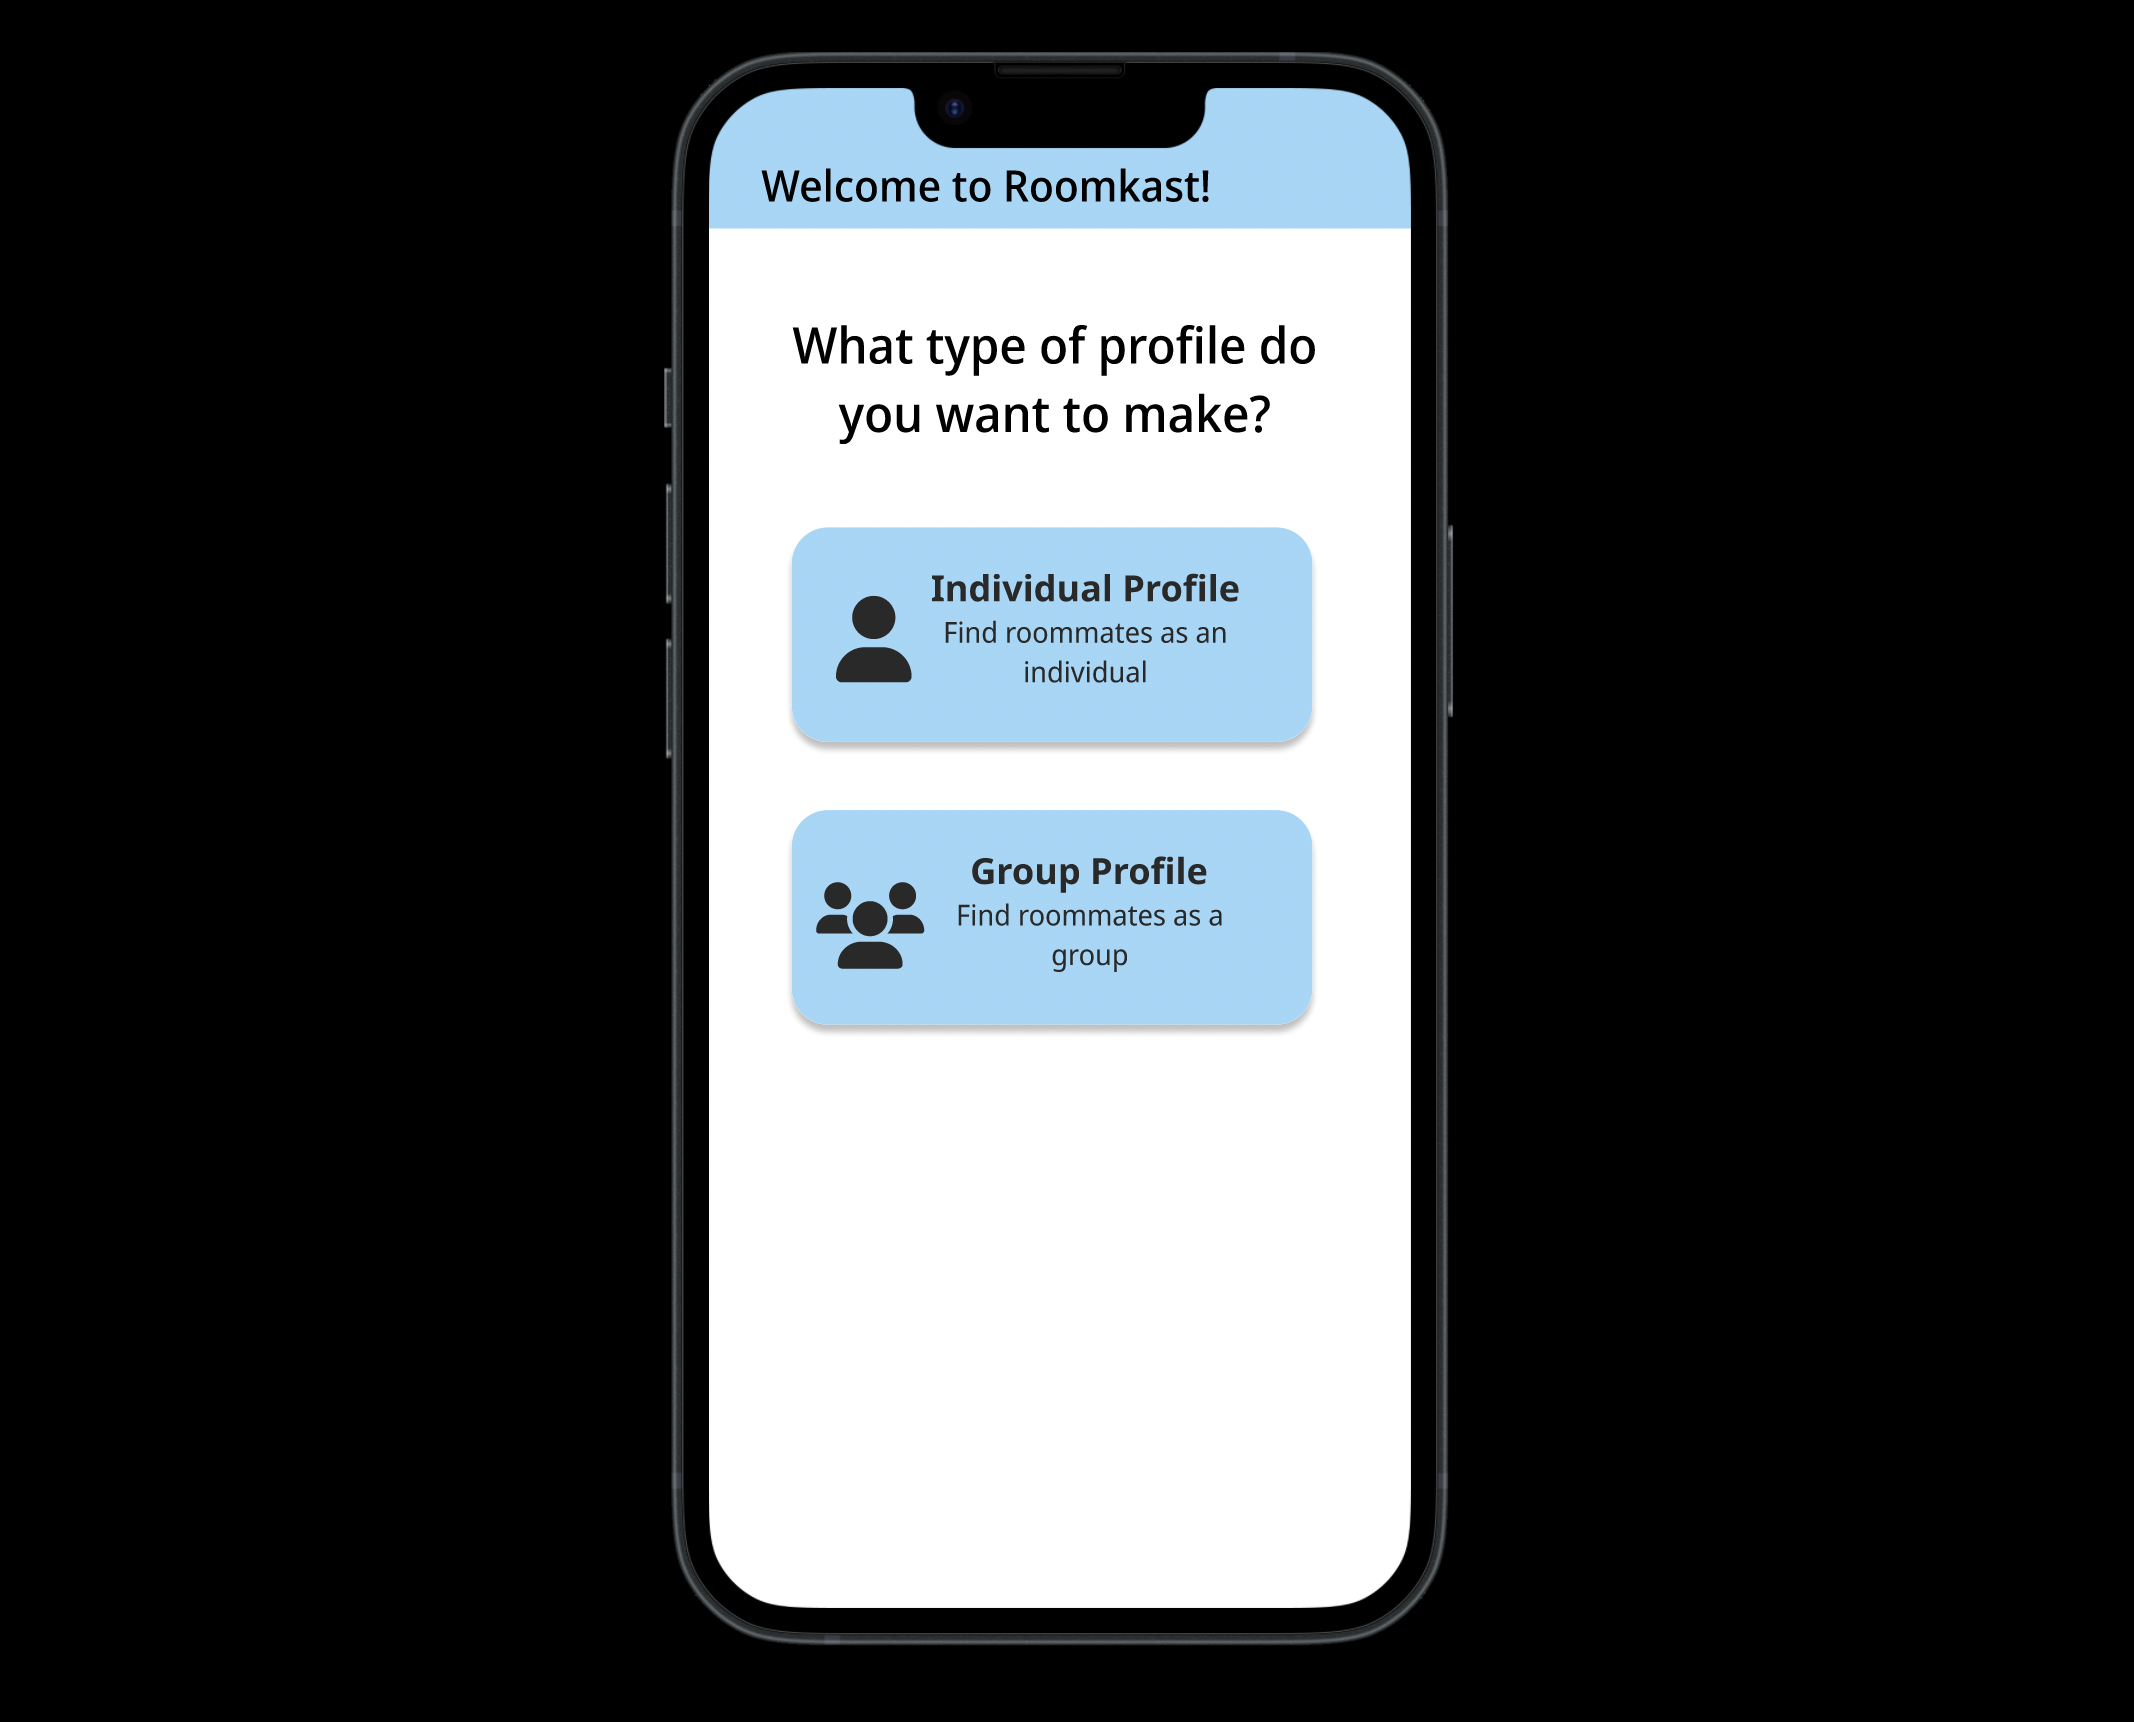 Welcome to Roomkast!
What type of profile do
you want to make?
Individual Profile
Find roommates as an
individual
Group Profile
Find roommates as a
group